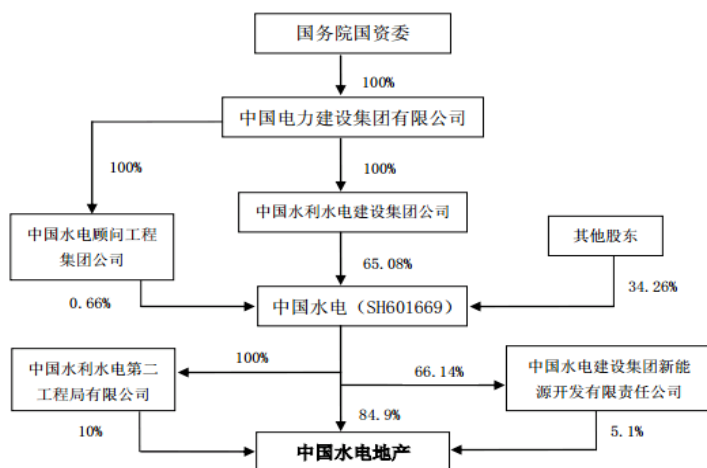 国务院国资委
100%
中国电力建设集团有限公司
100%
100%
中国水利水电建设集团公司
中国水电顾问工程
集团公司
其他股东
65.08%
0.66%
34.26%
中国水电（SH601669）
中国水利水电第二
工程局有限公司
100%
66.14%
中国水电建设集团新能
源开发有限责任公司
84.9%
10%
5.1%
中国水电地产